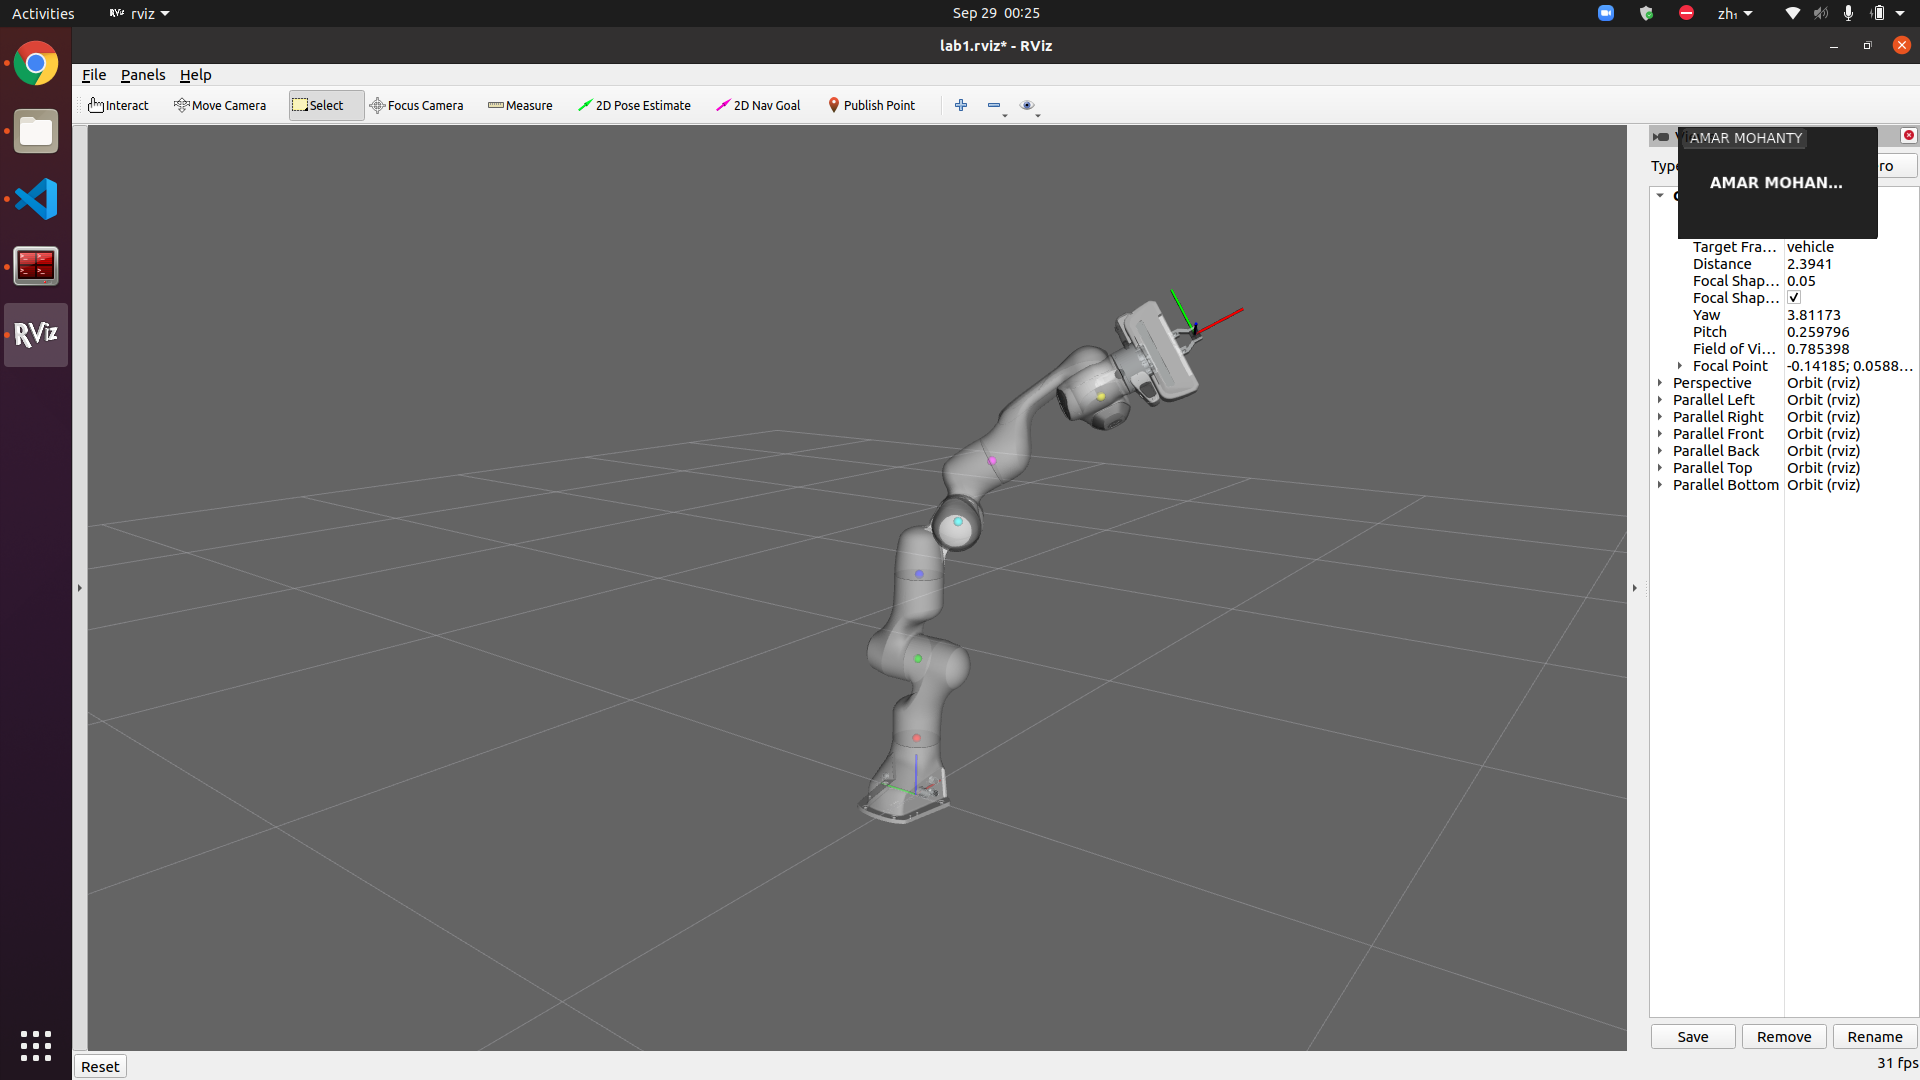 Activities RViz rviz Sep 29 00:25 zh₁
lab1.rviz* - RViz
File Panels Help
Interact Move Camera Select Focus Camera Measure 2D Pose Estimate 2D Nav Goal Publish Point
AMAR MOHANTY
AMAR MOHAN...
Type
ro
Target Fra... vehicle
Distance 2.3941
Focal Shap... 0.05
Focal Shap...
Yaw 3.81173
Pitch 0.259796
Field of Vi... 0.785398
Focal Point -0.14185; 0.0588...
Perspective Orbit (rviz)
Parallel Left Orbit (rviz)
Parallel Right Orbit (rviz)
Parallel Front Orbit (rviz)
Parallel Back Orbit (rviz)
Parallel Top Orbit (rviz)
Parallel Bottom Orbit (rviz)
RViz
Save Remove Rename
Reset 31 fps